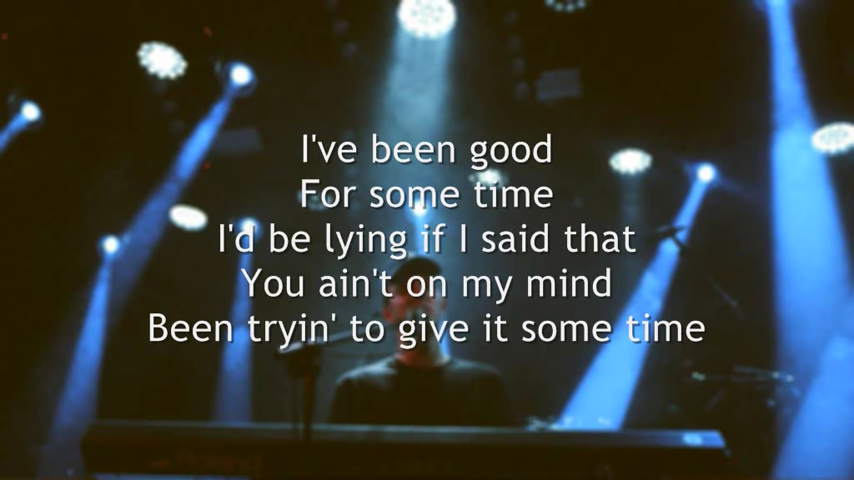 I've been good
For some time
I'd be lying if I said that
You ain't on my mind
Been tryin' to give it some time